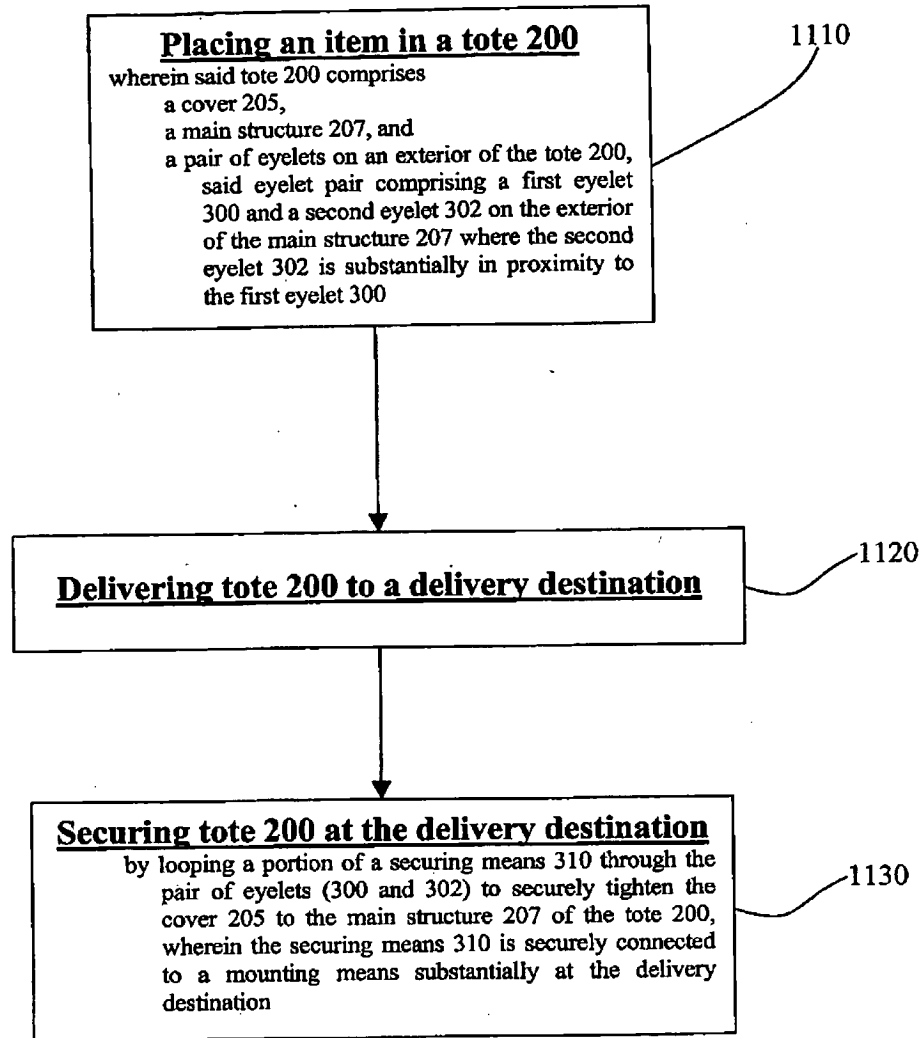 Placing an item in a tote 200
1110
wherein said tote 200 comprises
a cover 205,
a main structure 207, and
a pair of eyelets on an exterior of the tote 200,
said eyelet pair comprising a first eyelet
300 and a second eyelet 302 on the exterior
of the main structure 207 where the second
eyelet 302 is substantially in proximity to
the first eyelet 300
1120
Delivering tote 200 to a delivery destination
Securing tote 200 at the delivery destination
by looping a portion of a securing means 310 through the
pair of eyelets (300 and 302) to securely tighten the
1130
cover 205 to the main structure 207 of the tote 200,
wherein the securing means 310 is securely connected
to a mounting means substantially at the delivery
destination